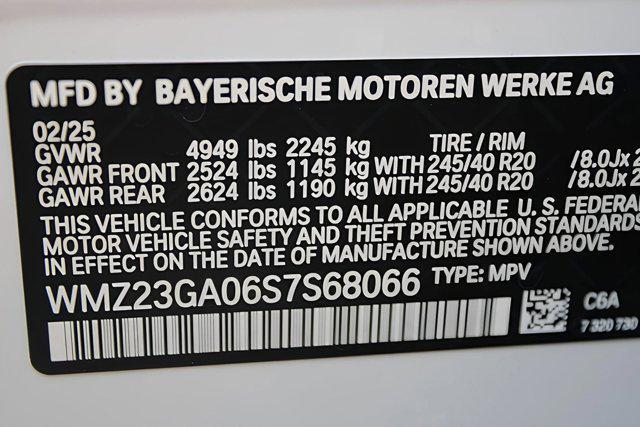 MFD BY BAYERISCHE MOTOREN WERKE AG
02/25
GVWR 4949 lbs 2245 kg TIRE / RIM
GAWR FRONT 2524 lbs 1145 kg WITH 245/40 R20 /8.0Jx2
GAWR REAR 2624 lbs 1190 kg WITH 245/40 R20 /8.0Jx2
THIS VEHICLE CONFORMS TO ALL APPLICABLE U. S. FEDERAL
MOTOR VEHICLE SAFETY AND THEFT PREVENTION STANDARDS
IN EFFECT ON THE DATE OF MANUFACTURE SHOWN ABOVE.
WMZ23GA06S7S68066 TYPE: MPV
C6A
7 320 730